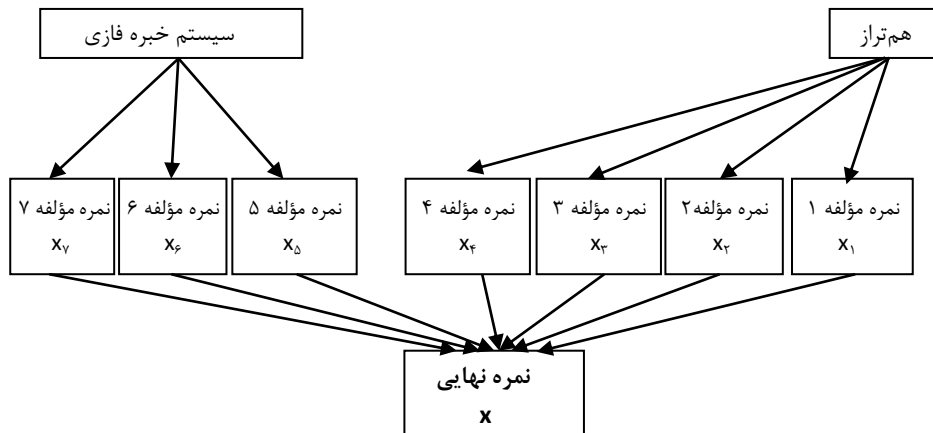 هم‌تراز
سیستم خبره فازی
نمره مؤلفه ۱
x۱
نمره مؤلفه۲
x۲
نمره مؤلفه ۳
x۳
نمره مؤلفه ۴
x۴
نمره مؤلفه ۵
x۵
نمره مؤلفه ۶
x۶
نمره مؤلفه ۷
x۷
نمره نهایی
x